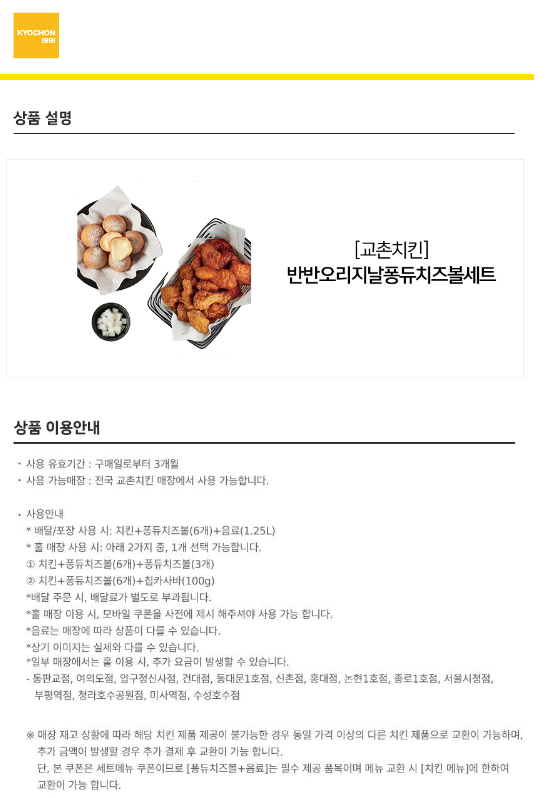 KYOCHON
1991
상품 설명
[교촌치킨]
반반오리지날퐁듀치즈볼세트
상품 이용안내
• 사용 유효기간 : 구매일로부터 3개월
• 사용 가능매장 : 전국 교촌치킨 매장에서 사용 가능합니다.
• 사용안내
* 배달/포장 사용 시: 치킨+퐁듀치즈볼(6개)+음료(1.25L)
* 홀 매장 사용 시: 아래 2가지 중, 1개 선택 가능합니다.
① 치킨+퐁듀치즈볼(6개)+퐁듀치즈볼(3개)
② 치킨+퐁듀치즈볼(6개)+칩카사바(100g)
*배달 주문 시, 배달료가 별도로 부과됩니다.
*홀 매장 이용 시, 모바일 쿠폰을 사전에 제시 해주셔야 사용 가능 합니다.
*음료는 매장에 따라 상품이 다를 수 있습니다.
*상기 이미지는 실제와 다를 수 있습니다.
*일부 매장에서는 홀 이용 시, 추가 요금이 발생할 수 있습니다.
- 동판교점, 여의도점, 압구정신사점, 건대점, 동대문1호점, 신촌점, 홍대점, 논현1호점, 종로1호점, 서울시청점,
부평역점, 청라호수공원점, 미사역점, 수성호수점
※ 매장 재고 상황에 따라 해당 치킨 제품 제공이 불가능한 경우 동일 가격 이상의 다른 치킨 제품으로 교환이 가능하며,
추가 금액이 발생할 경우 추가 결제 후 교환이 가능 합니다.
단, 본 쿠폰은 세트메뉴 쿠폰이므로 [퐁듀치즈볼+음료]는 필수 제공 품목이며 메뉴 교환 시 [치킨 메뉴]에 한하여
교환이 가능 합니다.